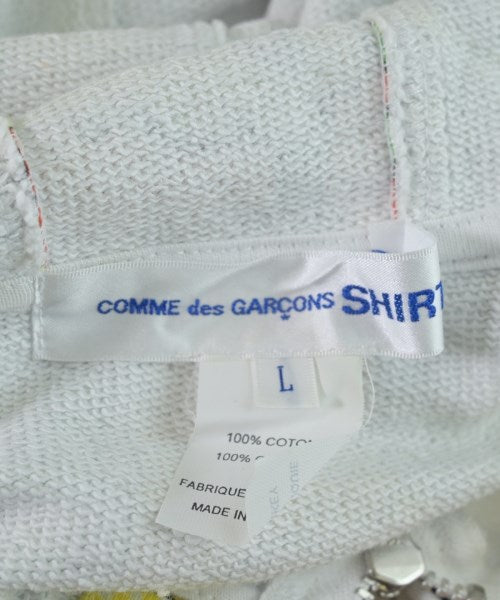 COMME des GARÇONS SHIRT
L
100% COTO
100%
FABRIQUE
MADE IN